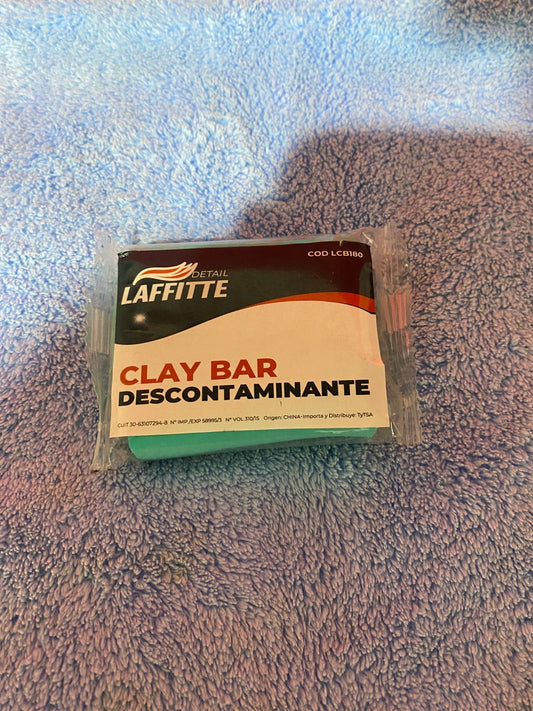 COD LCB180
DETAIL
LAFFITTE
CLAY BAR
DESCONTAMINANTE
CUIT 30-63107294-8 N° IMP./EXP 58995/3 N° VOL 310/15 Origen: CHINA · Importa y Distribuye: TyTSA